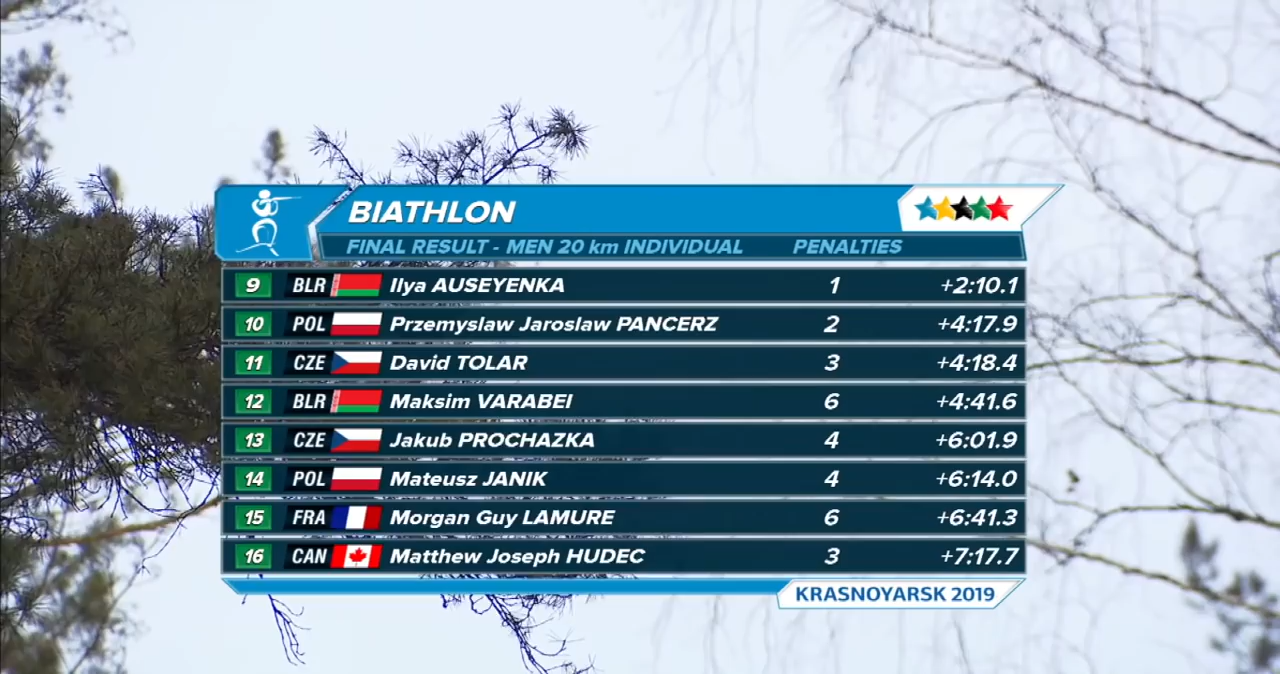 BIATHLON
FINAL RESULT - MEN 20 km INDIVIDUAL PENALTIES
9 BLR Ilya AUSEYENKA 1 +2:10.1
10 POL Przemyslaw Jaroslaw PANCERZ 2 +4:17.9
11 CZE David TOLAR 3 +4:18.4
12 BLR Maksim VARABEI 6 +4:41.6
13 CZE Jakub PROCHAZKA 4 +6:01.9
14 POL Mateusz JANIK 4 +6:14.0
15 FRA Morgan Guy LAMURE 6 +6:41.3
16 CAN Matthew Joseph HUDEC 3 +7:17.7
KRASNOYARSK 2019